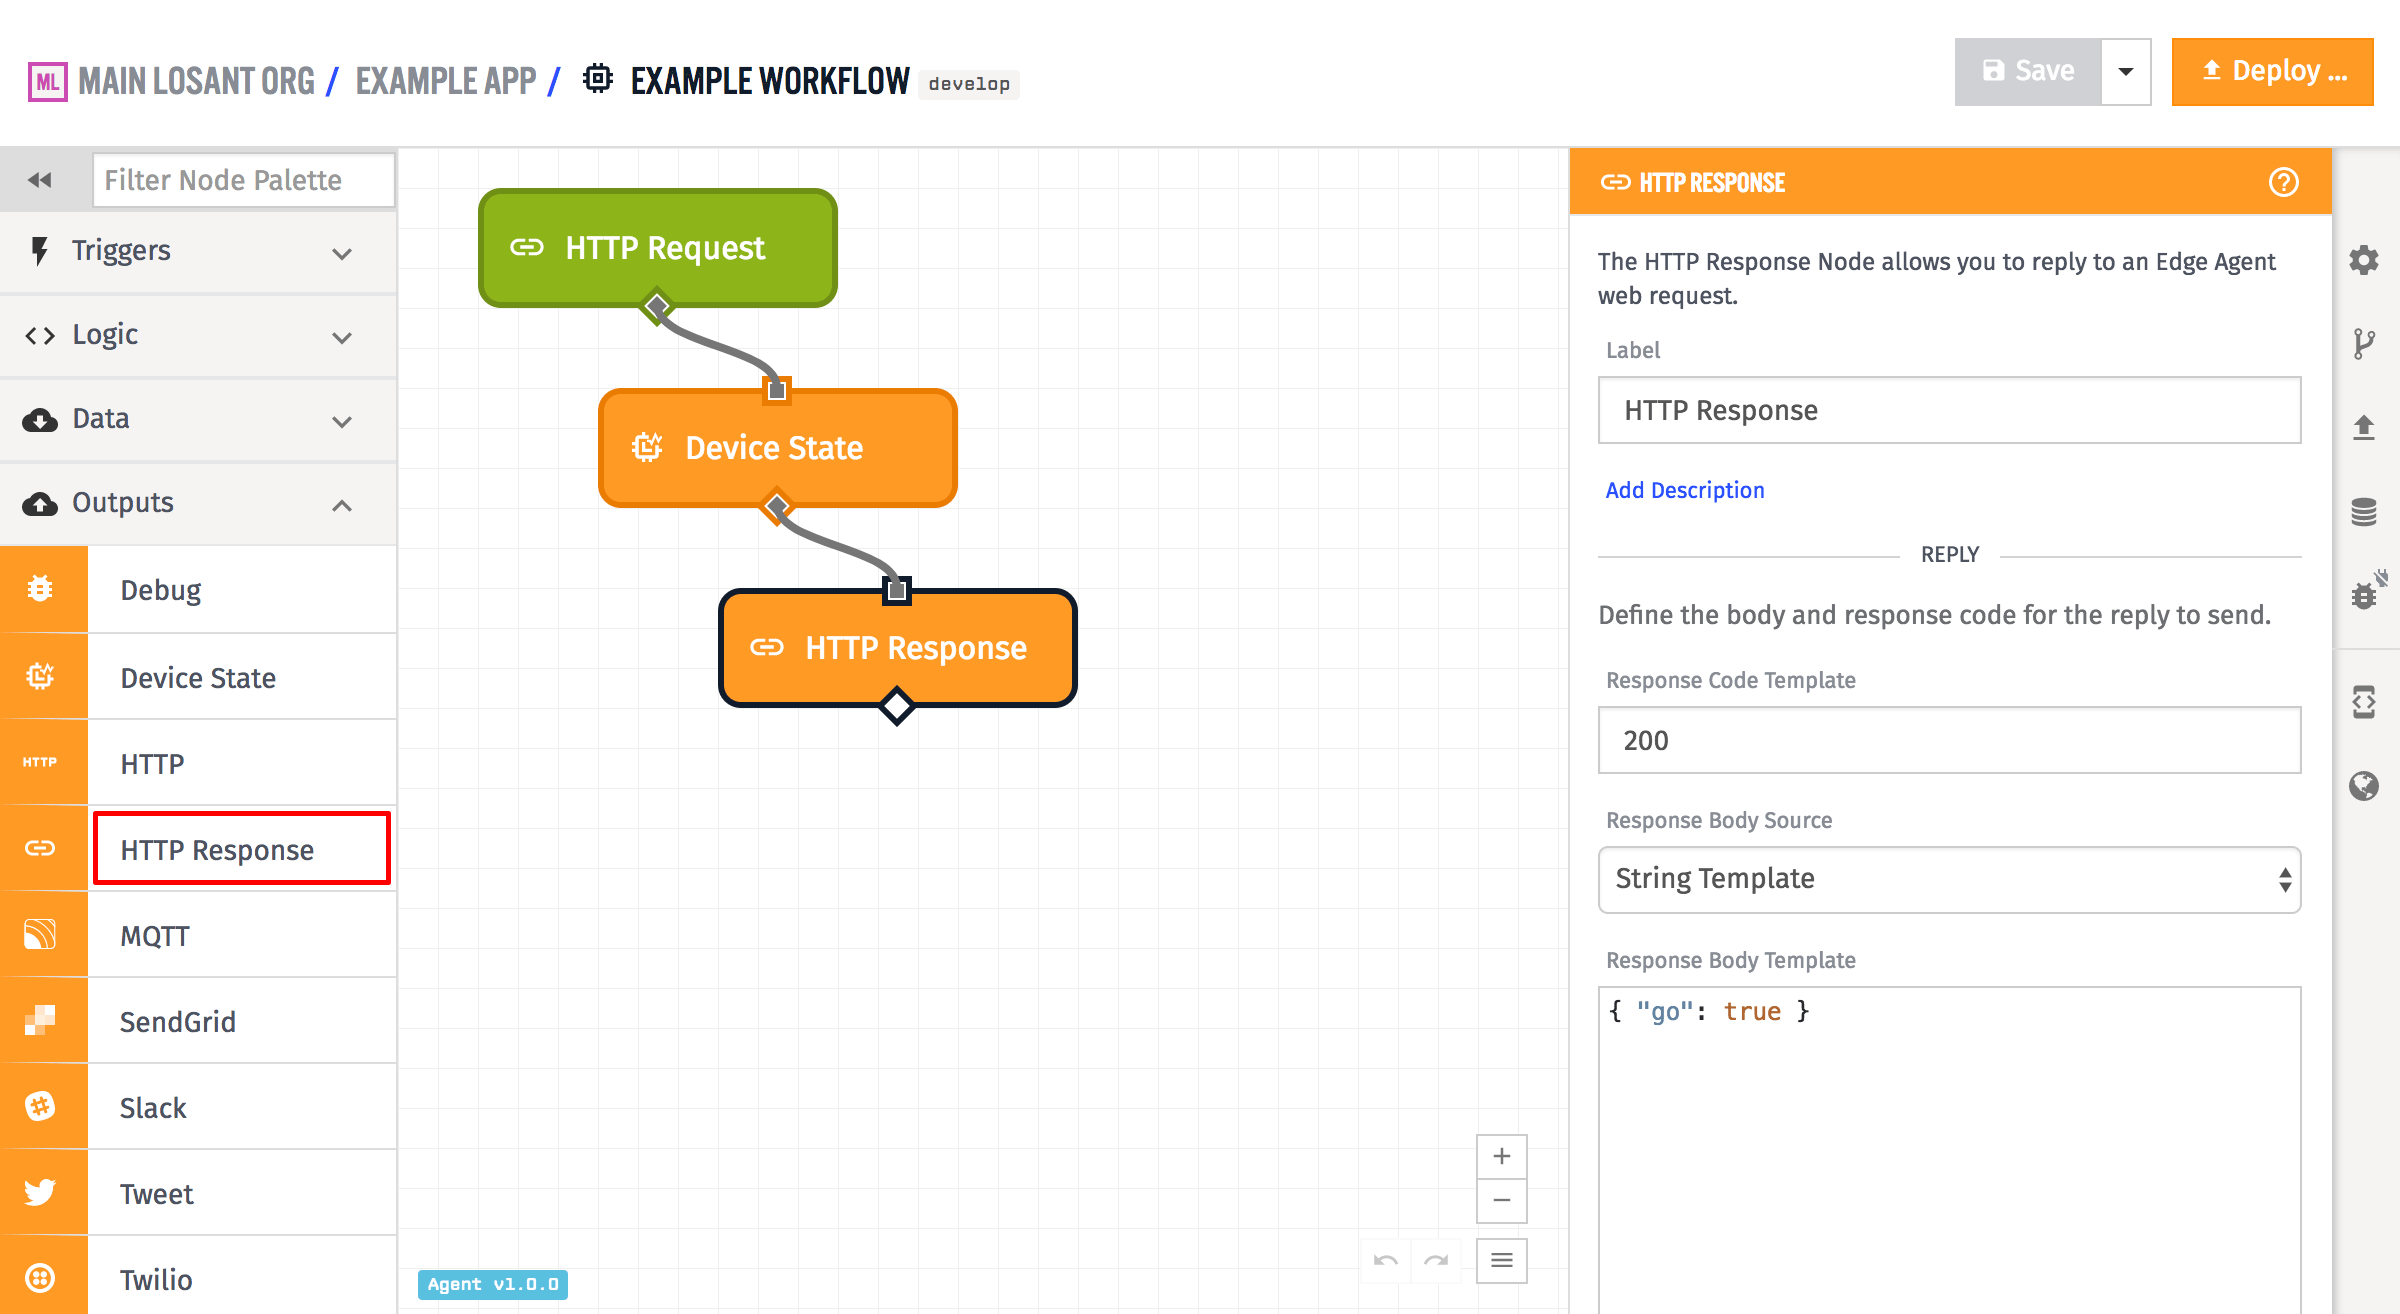 ML MAIN LOSANT ORG / EXAMPLE APP / EXAMPLE WORKFLOW develop
Save
Deploy ...
Filter Node Palette
Triggers
Logic
Data
Outputs
Debug
Device State
HTTP HTTP
HTTP Response
MQTT
SendGrid
Slack
Tweet
Twilio
HTTP Request
Device State
HTTP Response
Agent v1.0.0
HTTP RESPONSE
The HTTP Response Node allows you to reply to an Edge Agent
web request.
Label
HTTP Response
Add Description
REPLY
Define the body and response code for the reply to send.
Response Code Template
200
Response Body Source
String Template
Response Body Template
{ "go": true }